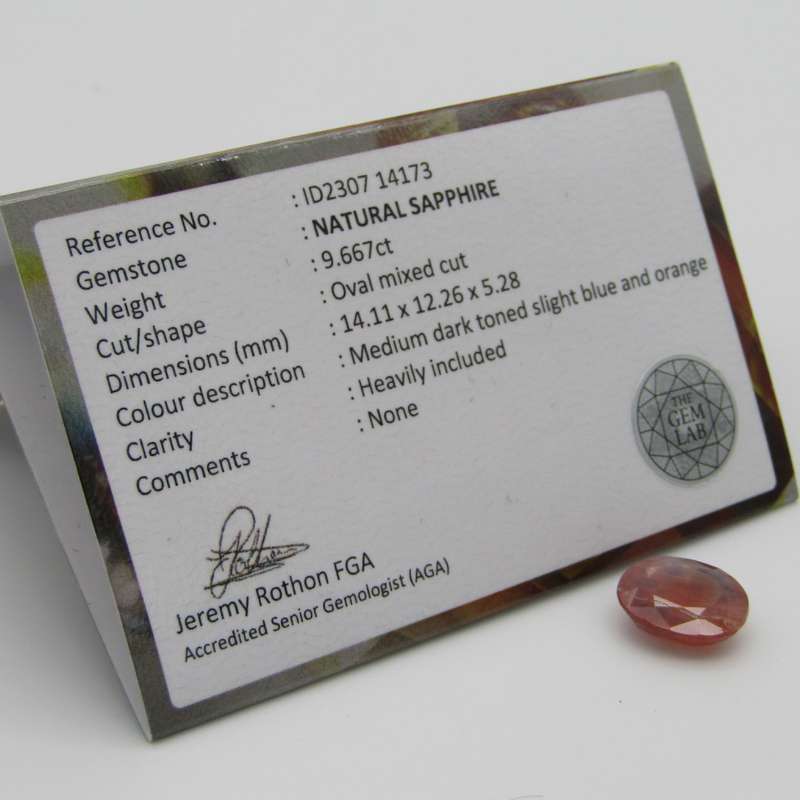 Reference No. : ID2307 14173
Gemstone : NATURAL SAPPHIRE
Weight : 9.667ct
Cut/shape : Oval mixed cut
Dimensions (mm) : 14.11 x 12.26 x 5.28
Colour description : Medium dark toned slight blue and orange
Clarity : Heavily included
Comments : None
THE
GEM
LAB
Jeremy Rothon FGA
Accredited Senior Gemologist (AGA)